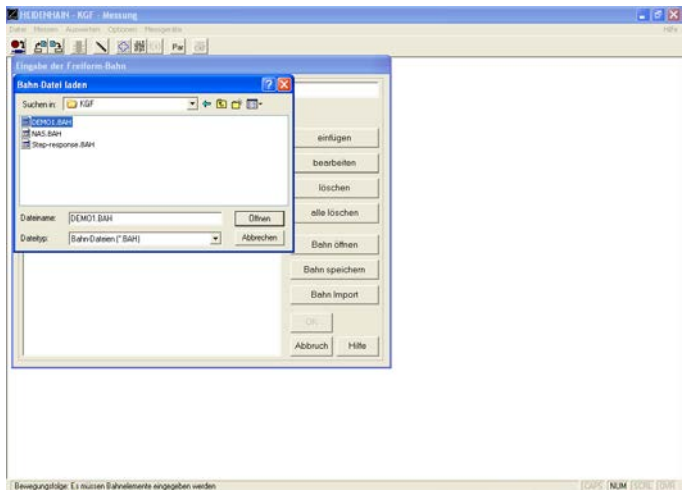 HEIDENHAIN - KGF - Messung
Datei Messen Auswerten Optionen Messgeräte Hilfe
Par
Eingabe der Freiform-Bahn
Bahn-Datei laden
Suchen in: KGF
DEMO1.BAH
NAS.BAH
Step-response.BAH
Dateiname: DEMO1.BAH Öffnen
Dateityp: Bahn-Dateien (*.BAH) Abbrechen
einfügen
bearbeiten
löschen
alle löschen
Bahn öffnen
Bahn speichern
Bahn Import
OK
Abbruch Hilfe
Bewegungsfolge: Es müssen Bahnelemente eingegeben werden CAPS NUM SCRL OVR